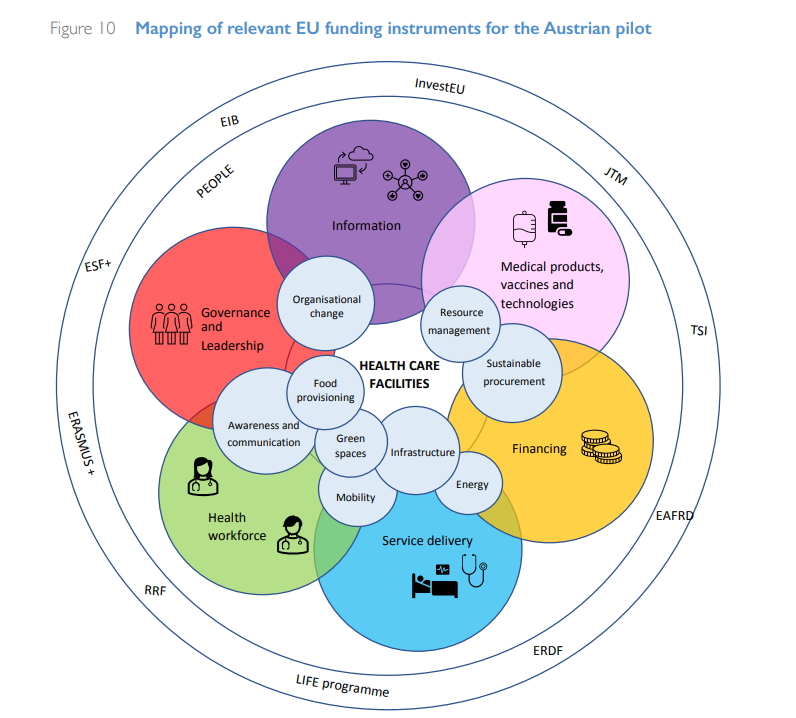 Figure 10 Mapping of relevant EU funding instruments for the Austrian pilot
InvestEU
EIB
JTM
PEOPLE
ESF+
TSI
ERASMUS +
EAFRD
RRF
ERDF
LIFE programme
Information
Medical products,
vaccines and
technologies
Governance
and
Leadership
Organisational
change
Resource
management
HEALTH CARE
FACILITIES
Sustainable
procurement
Food
provisioning
Awareness and
communication
Green
spaces
Infrastructure
Financing
Energy
Mobility
Health
workforce
Service delivery